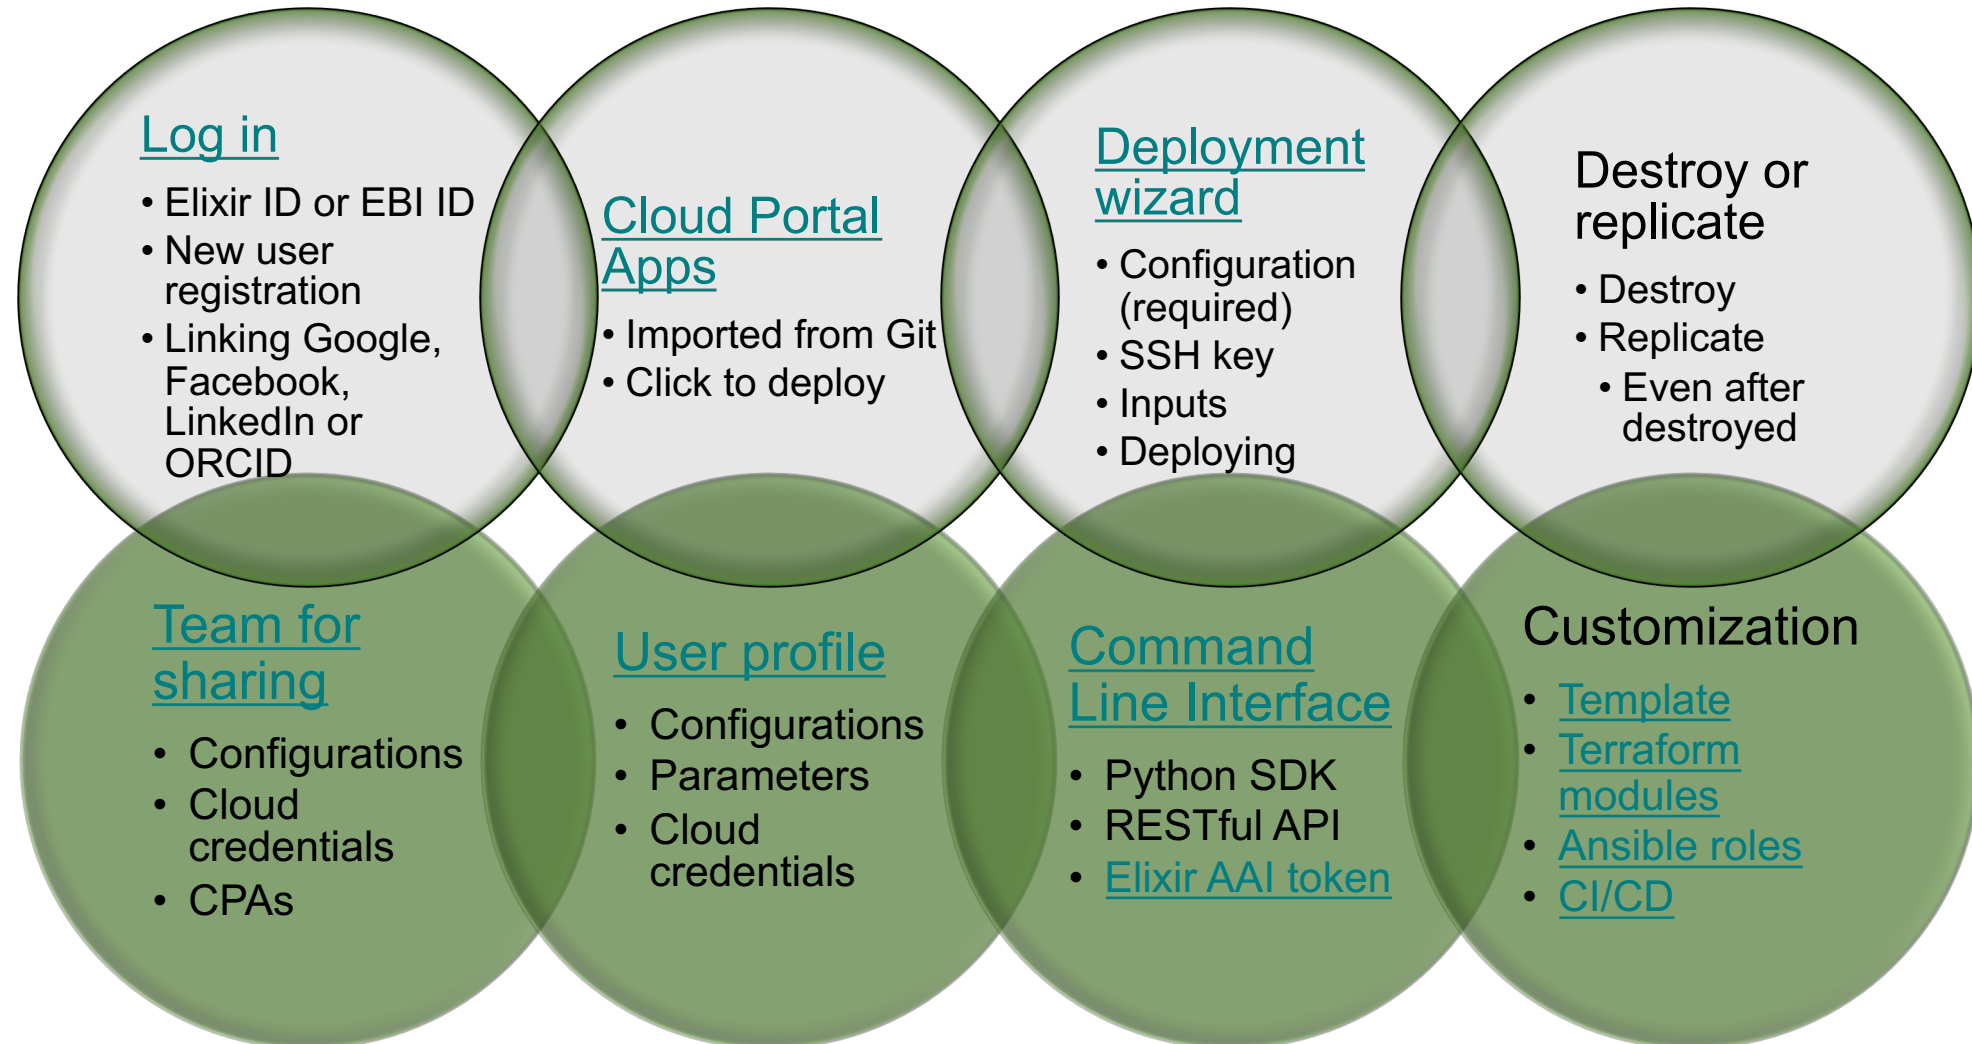 Log in
• Elixir ID or EBI ID
• New user
registration
• Linking Google,
Facebook,
LinkedIn or
ORCID
Cloud Portal
Apps
• Imported from Git
• Click to deploy
Deployment
wizard
• Configuration
(required)
• SSH key
• Inputs
• Deploying
Destroy or
replicate
• Destroy
• Replicate
• Even after
destroyed
Team for
sharing
• Configurations
• Cloud
credentials
• CPAs
User profile
• Configurations
• Parameters
• Cloud
credentials
Command
Line Interface
• Python SDK
• RESTful API
• Elixir AAI token
Customization
• Template
• Terraform
modules
• Ansible roles
• CI/CD